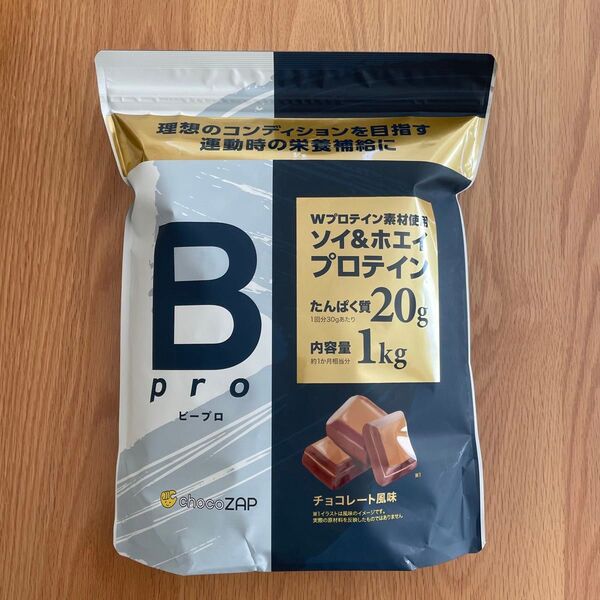 理想のコンディションを目指す
運動時の栄養補給に
B
pro
ビープロ
chocoZAP
Wプロテイン素材使用
ソイ&ホエイ
プロテイン
たんぱく質 20g
1回分30gあたり
内容量 1kg
約1か月相当分
※1
チョコレート風味
※1イラストは風味のイメージです。
実際の原材料を反映したものではありません